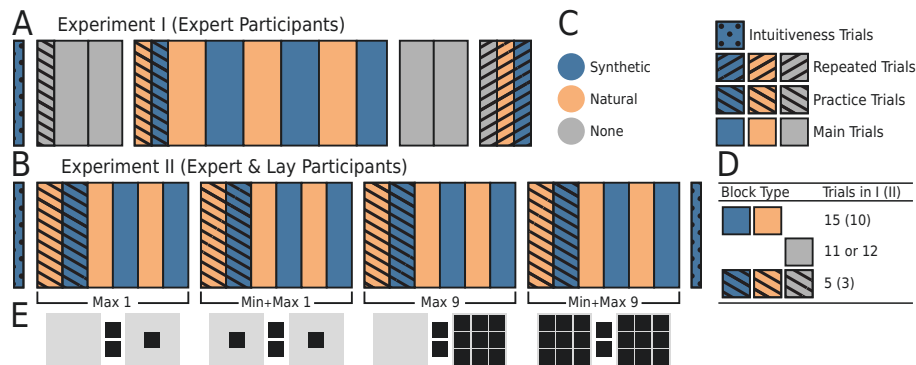 A Experiment I (Expert Participants)
C
Synthetic
Natural
None
Intuitiveness Trials
Repeated Trials
Practice Trials
Main Trials
B Experiment II (Expert & Lay Participants)
Max 1
Min+Max 1
Max 9
Min+Max 9
D
Block Type Trials in I (II)
15 (10)
11 or 12
5 (3)
E